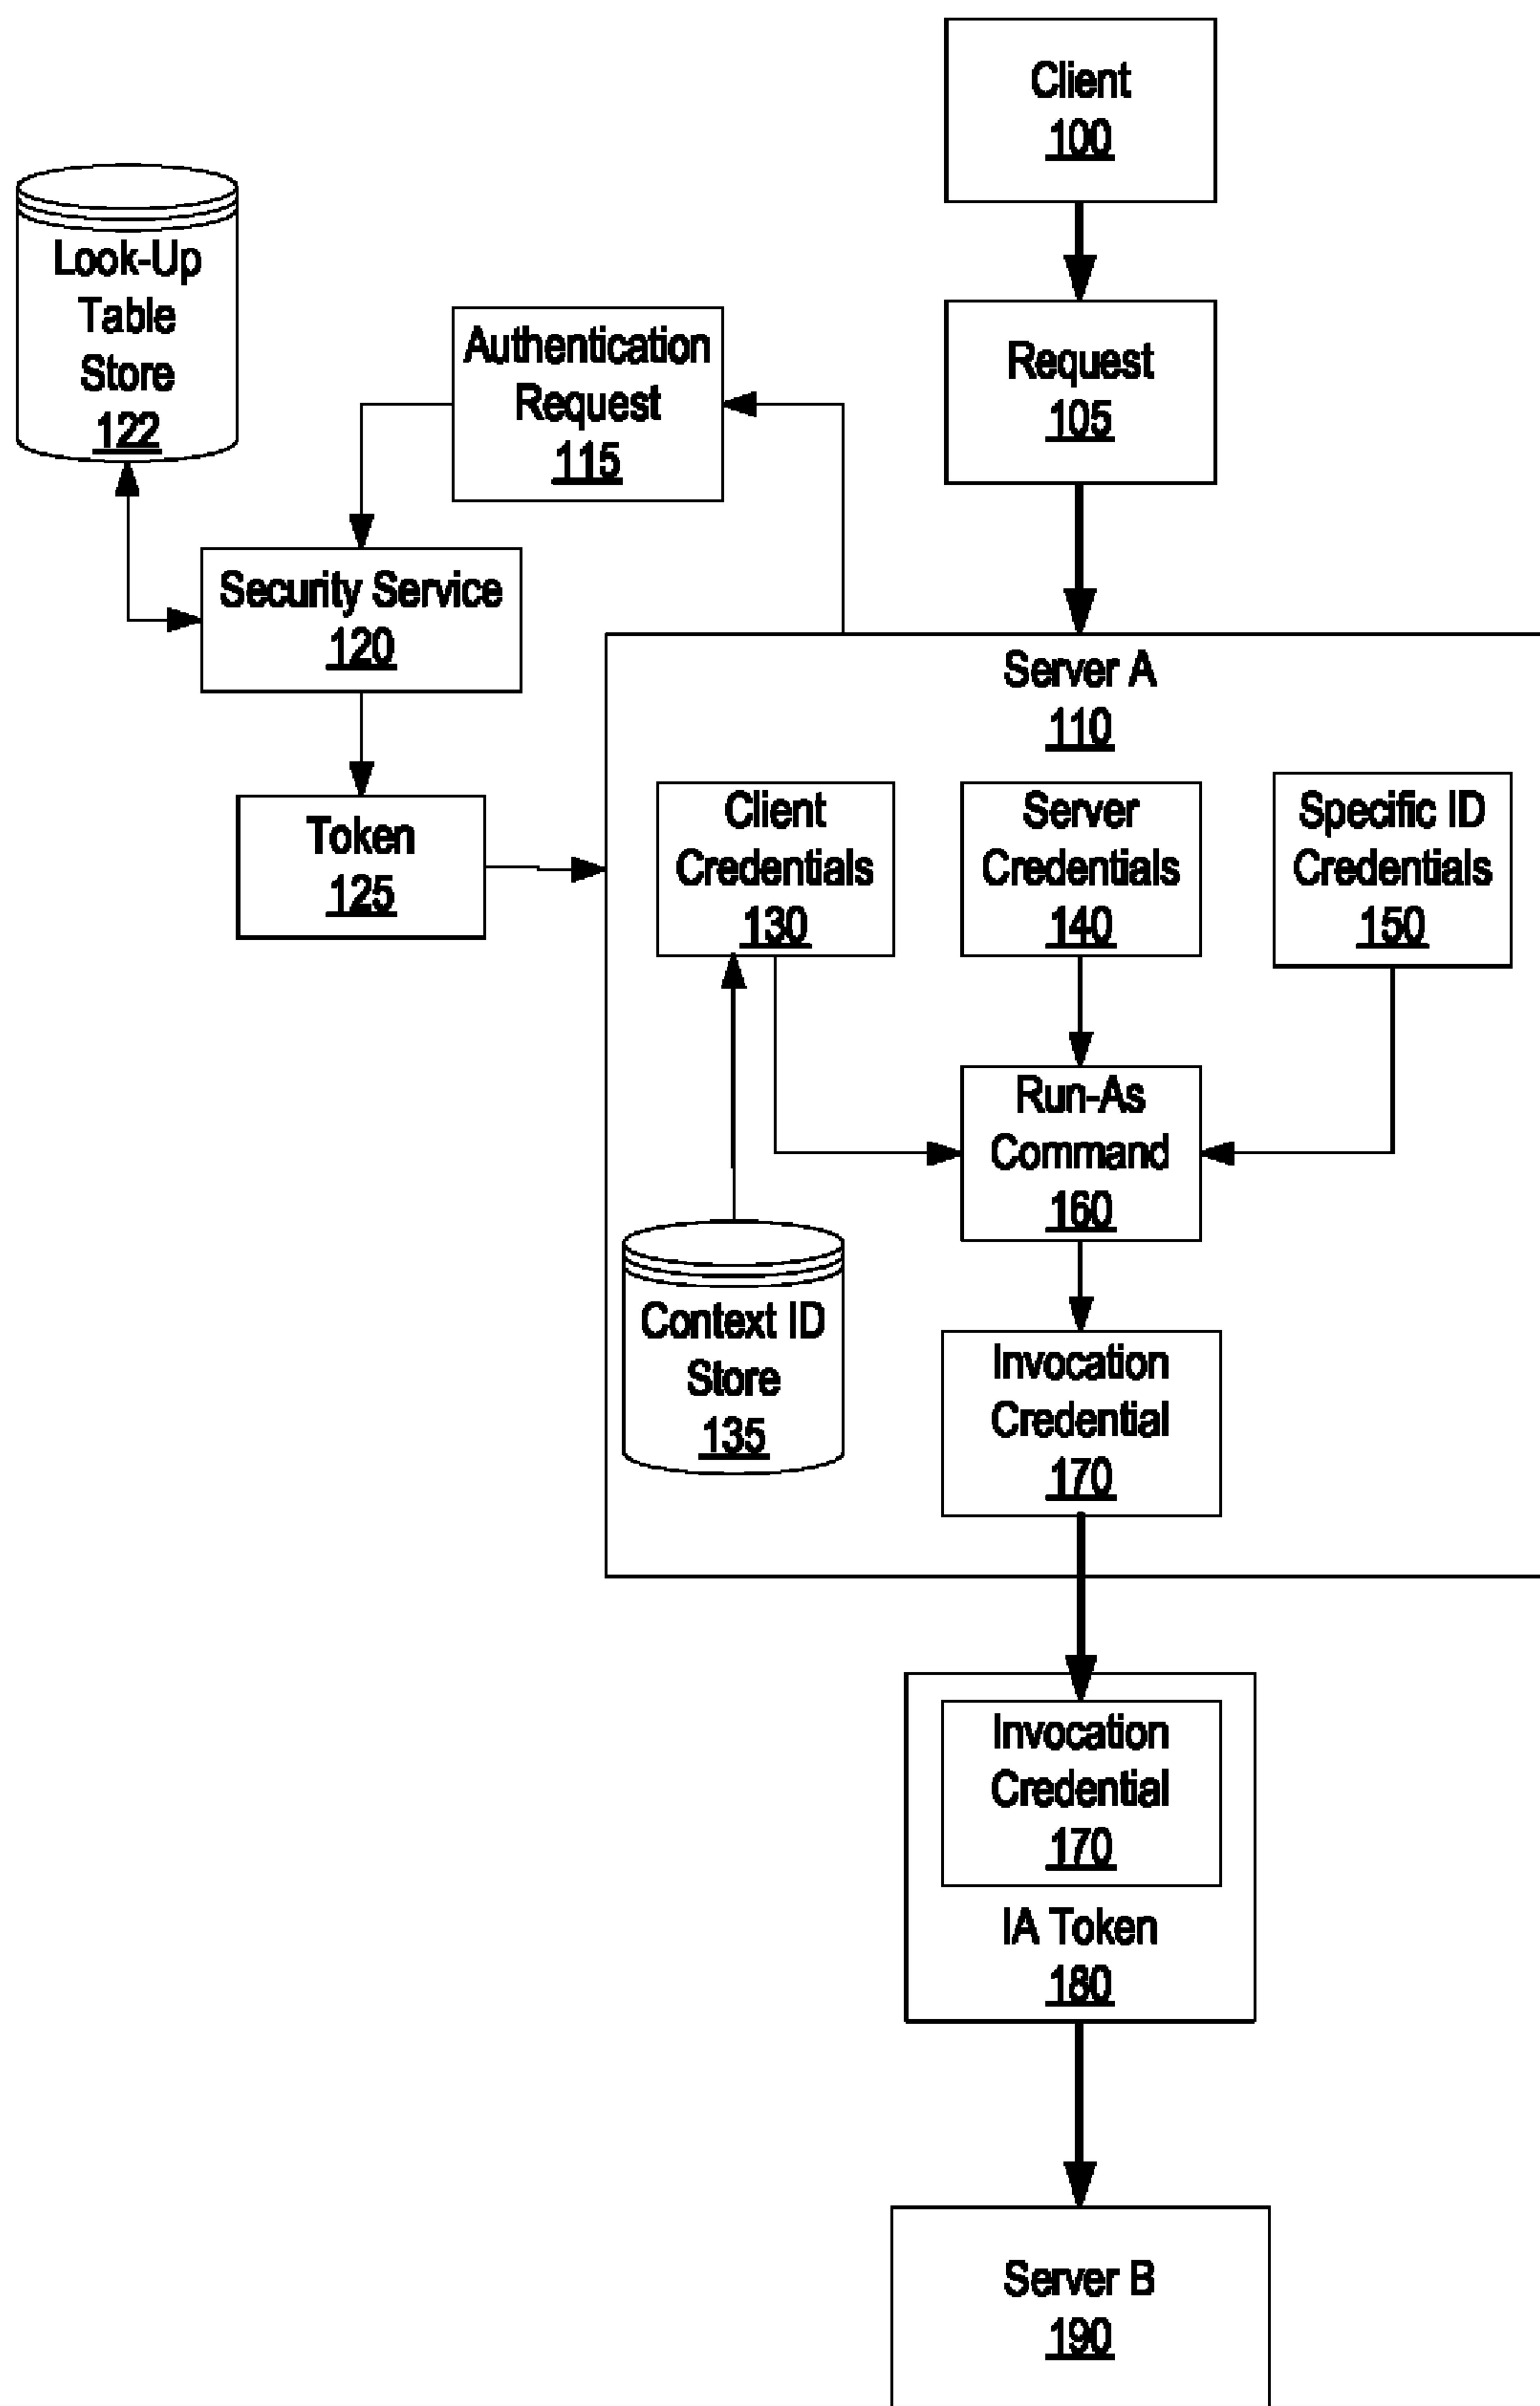 Client
100
Look-Up
Table
Store
122
Authentication
Request
115
Request
105
Security Service
120
Server A
110
Token
125
Client
Credentials
130
Server
Credentials
140
Specific ID
Credentials
150
Run-As
Command
160
Context ID
Store
135
Invocation
Credential
170
Invocation
Credential
170
IA Token
180
Server B
190